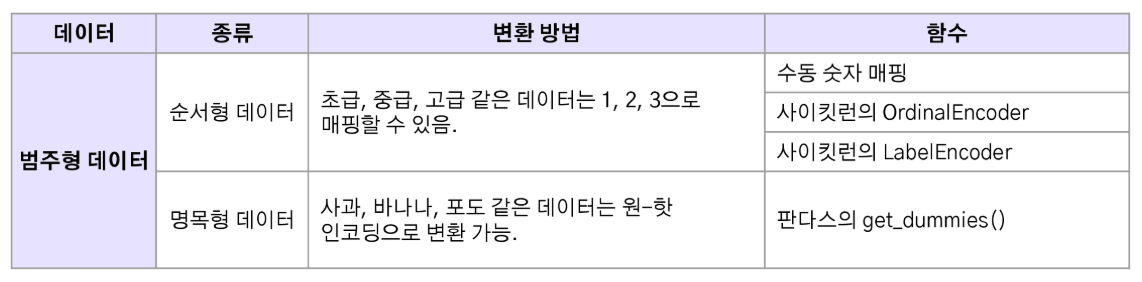 데이터
종류
변환 방법
함수
범주형 데이터
순서형 데이터
초급, 중급, 고급 같은 데이터는 1, 2, 3으로
매핑할 수 있음.
수동 숫자 매핑
사이킷런의 OrdinalEncoder
사이킷런의 LabelEncoder
명목형 데이터
사과, 바나나, 포도 같은 데이터는 원-핫
인코딩으로 변환 가능.
판다스의 get_dummies()